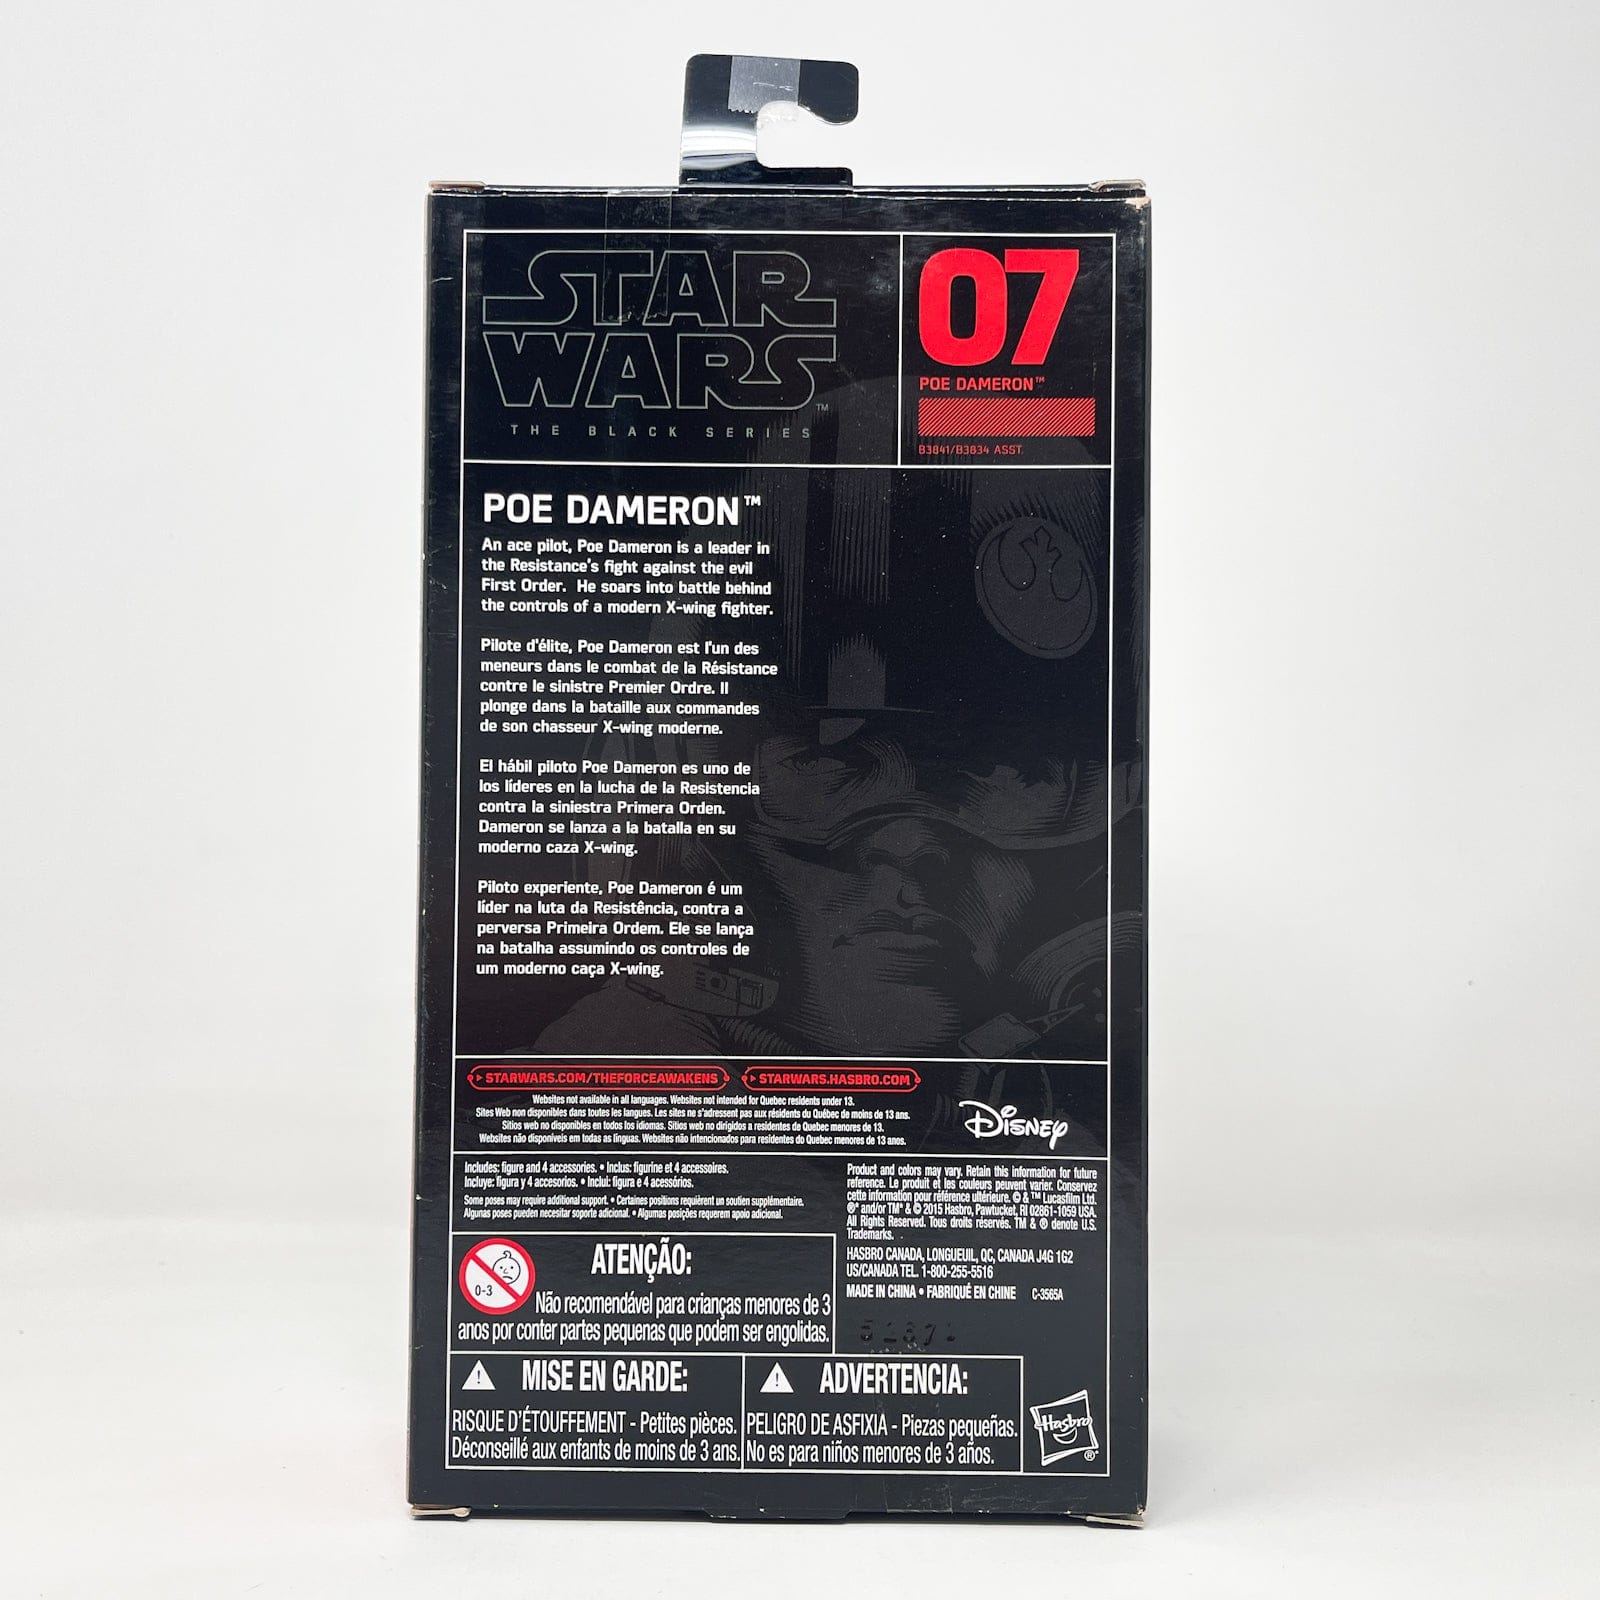 STAR
WARS™
THE BLACK SERIES
07
POE DAMERON™
B3841/B3834 ASST.
POE DAMERON™
An ace pilot, Poe Dameron is a leader in
the Resistance's fight against the evil
First Order. He soars into battle behind
the controls of a modern X-wing fighter.
Pilote d'élite, Poe Dameron est l'un des
meneurs dans le combat de la Résistance
contre le sinistre Premier Ordre. Il
plonge dans la bataille aux commandes
de son chasseur X-wing moderne.
El hábil piloto Poe Dameron es uno de
los líderes en la lucha de la Resistencia
contra la siniestra Primera Orden.
Dameron se lanza a la batalla en su
moderno caza X-wing.
Piloto experiente, Poe Dameron é um
líder na luta da Resistência, contra a
perversa Primeira Ordem. Ele se lança
na batalha assumindo os controles de
um moderno caça X-wing.
STARWARS.COM/THEFORCEAWAKENS STARWARS.HASBRO.COM
Websites not available in all languages. Websites not intended for Quebec residents under 13.
Sites Web non disponibles dans toutes les langues. Les sites ne s'adressent pas aux résidents du Québec de moins de 13 ans.
Sitios web no disponibles en todos los idiomas. Sitios web no dirigidos a residentes de Quebec menores de 13.
Websites não disponíveis em todas as línguas. Websites não intencionados para residentes do Quebec menores de 13 anos.
Disney
Includes: figure and 4 accessories. • Inclus: figurine et 4 accessoires.
Incluye: figura y 4 accesorios. • Inclui: figura e 4 acessórios.
Some poses may require additional support. • Certaines positions requièrent un soutien supplémentaire.
Algunas poses pueden necesitar soporte adicional. • Algumas posições requerem apoio adicional.
Product and colors may vary. Retain this information for future
reference. Le produit et les couleurs peuvent varier. Conservez
cette information pour référence ultérieure. © & ™ Lucasfilm Ltd.
®* and/or TM* & © 2015 Hasbro, Pawtucket, RI 02861-1059 USA.
All Rights Reserved. Tous droits réservés. TM & ® denote U.S.
Trademarks.
HASBRO CANADA, LONGUEUIL, QC, CANADA J4G 1G2
US/CANADA TEL. 1-800-255-5516
MADE IN CHINA • FABRIQUÉ EN CHINE C-3565A
0-3
ATENÇÃO:
Não recomendável para crianças menores de 3
anos por conter partes pequenas que podem ser engolidas.
MISE EN GARDE:
RISQUE D'ÉTOUFFEMENT - Petites pièces.
Déconseillé aux enfants de moins de 3 ans.
ADVERTENCIA:
PELIGRO DE ASFIXIA - Piezas pequeñas.
No es para niños menores de 3 años.
Hasbro
®*